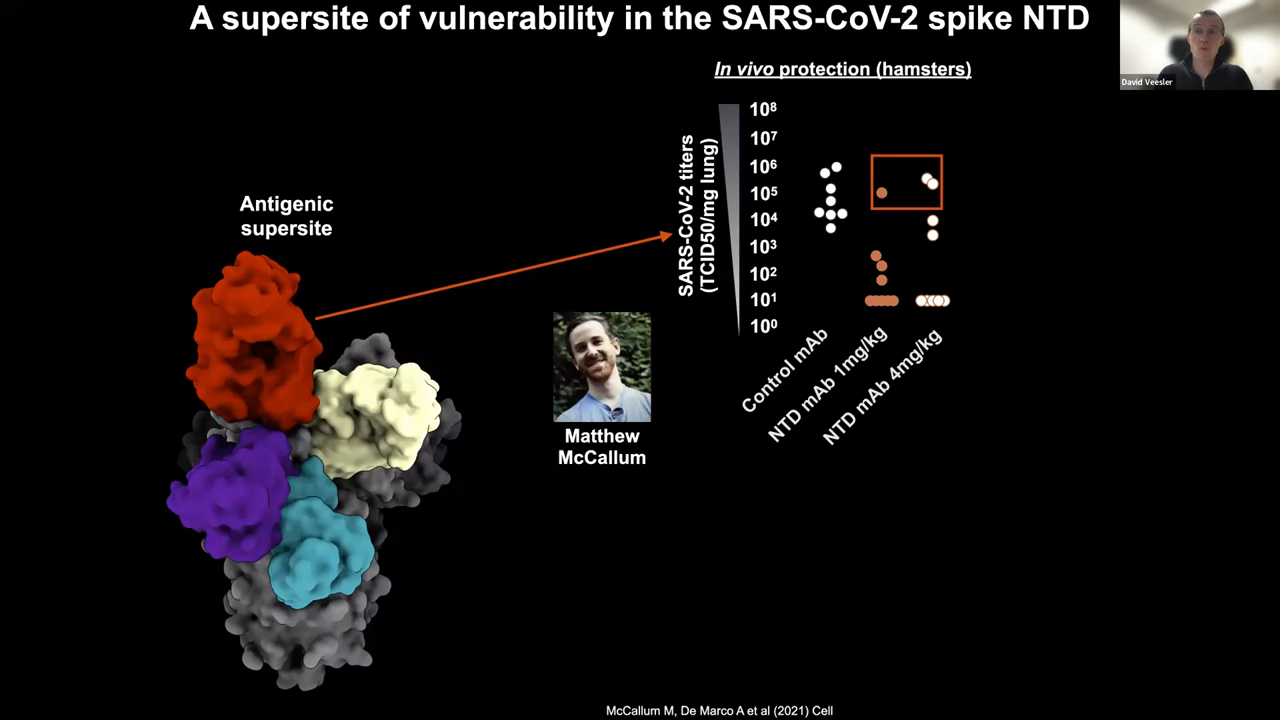 A supersite of vulnerability in the SARS-CoV-2 spike NTD
David Veesler
In vivo protection (hamsters)
Antigenic
supersite
SARS-CoV-2 titers
(TCID50/mg lung)
10⁸
10⁷
10⁶
10⁵
10⁴
10³
10²
10¹
10⁰
Control mAb
NTD mAb 1mg/kg
NTD mAb 4mg/kg
Matthew
McCallum
McCallum M, De Marco A et al (2021) Cell